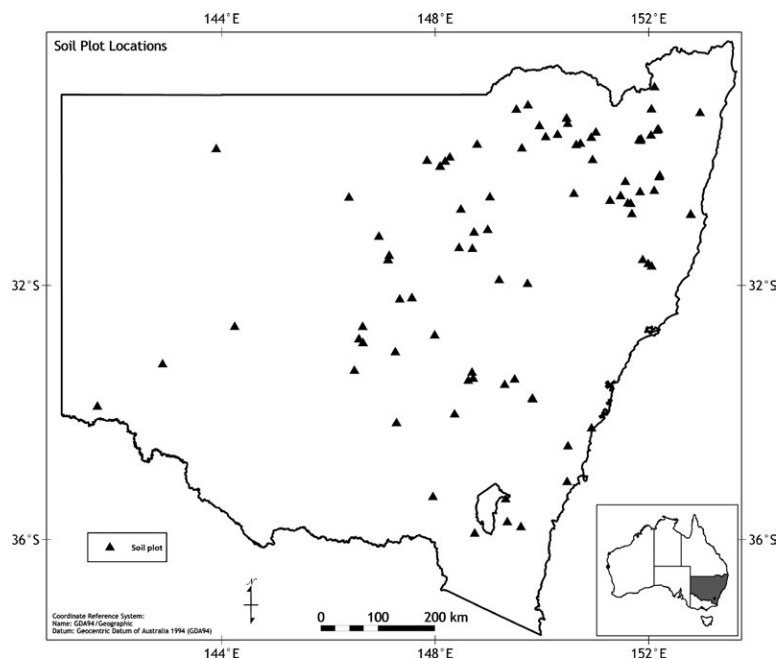 144°E 148°E 152°E
Soil Plot Locations
32°S 32°S
36°S 36°S
Soil plot
N
Coordinate Reference System:
Name: GDA94/Geographic
Datum: Geocentric Datum of Australia 1994 (GDA94)
0 100 200 km
144°E 148°E 152°E